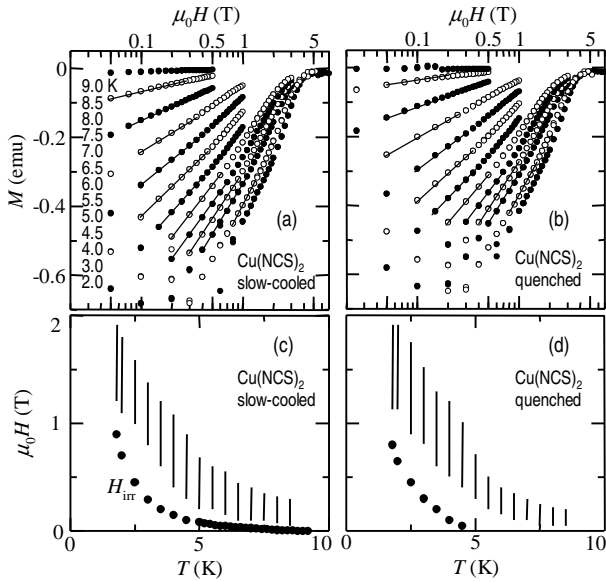 μ₀H (T)
μ₀H (T)
0.1 0.5 1 5
0.1 0.5 1 5
0
-0.2
-0.4
-0.6
M (emu)
9.0 K
8.5
8.0
7.5
7.0
6.5
6.0
5.5
5.0
4.5
4.0
3.0
2.0
(a)
Cu(NCS)₂
slow-cooled
(b)
Cu(NCS)₂
quenched
2
1
0
μ₀H (T)
(c)
Cu(NCS)₂
slow-cooled
H_irr
(d)
Cu(NCS)₂
quenched
0 5 10
0 5 10
T (K)
T (K)